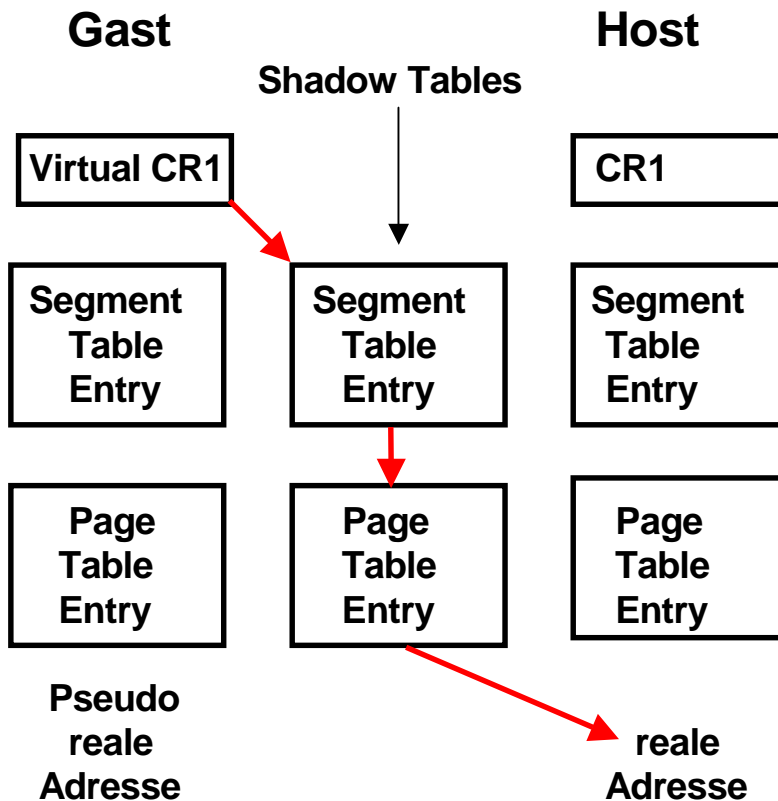 Gast
Host
Shadow Tables
Virtual CR1
CR1
Segment
Table
Entry
Segment
Table
Entry
Segment
Table
Entry
Page
Table
Entry
Page
Table
Entry
Page
Table
Entry
Pseudo
reale
Adresse
reale
Adresse